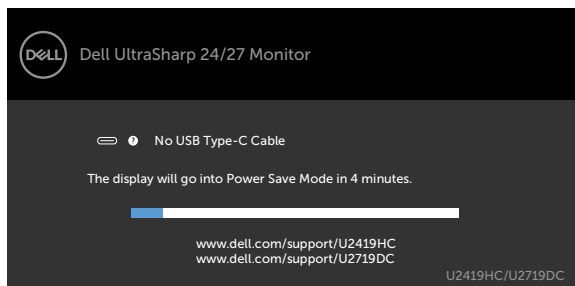 DELL
Dell UltraSharp 24/27 Monitor
? No USB Type-C Cable
The display will go into Power Save Mode in 4 minutes.
www.dell.com/support/U2419HC
www.dell.com/support/U2719DC
U2419HC/U2719DC